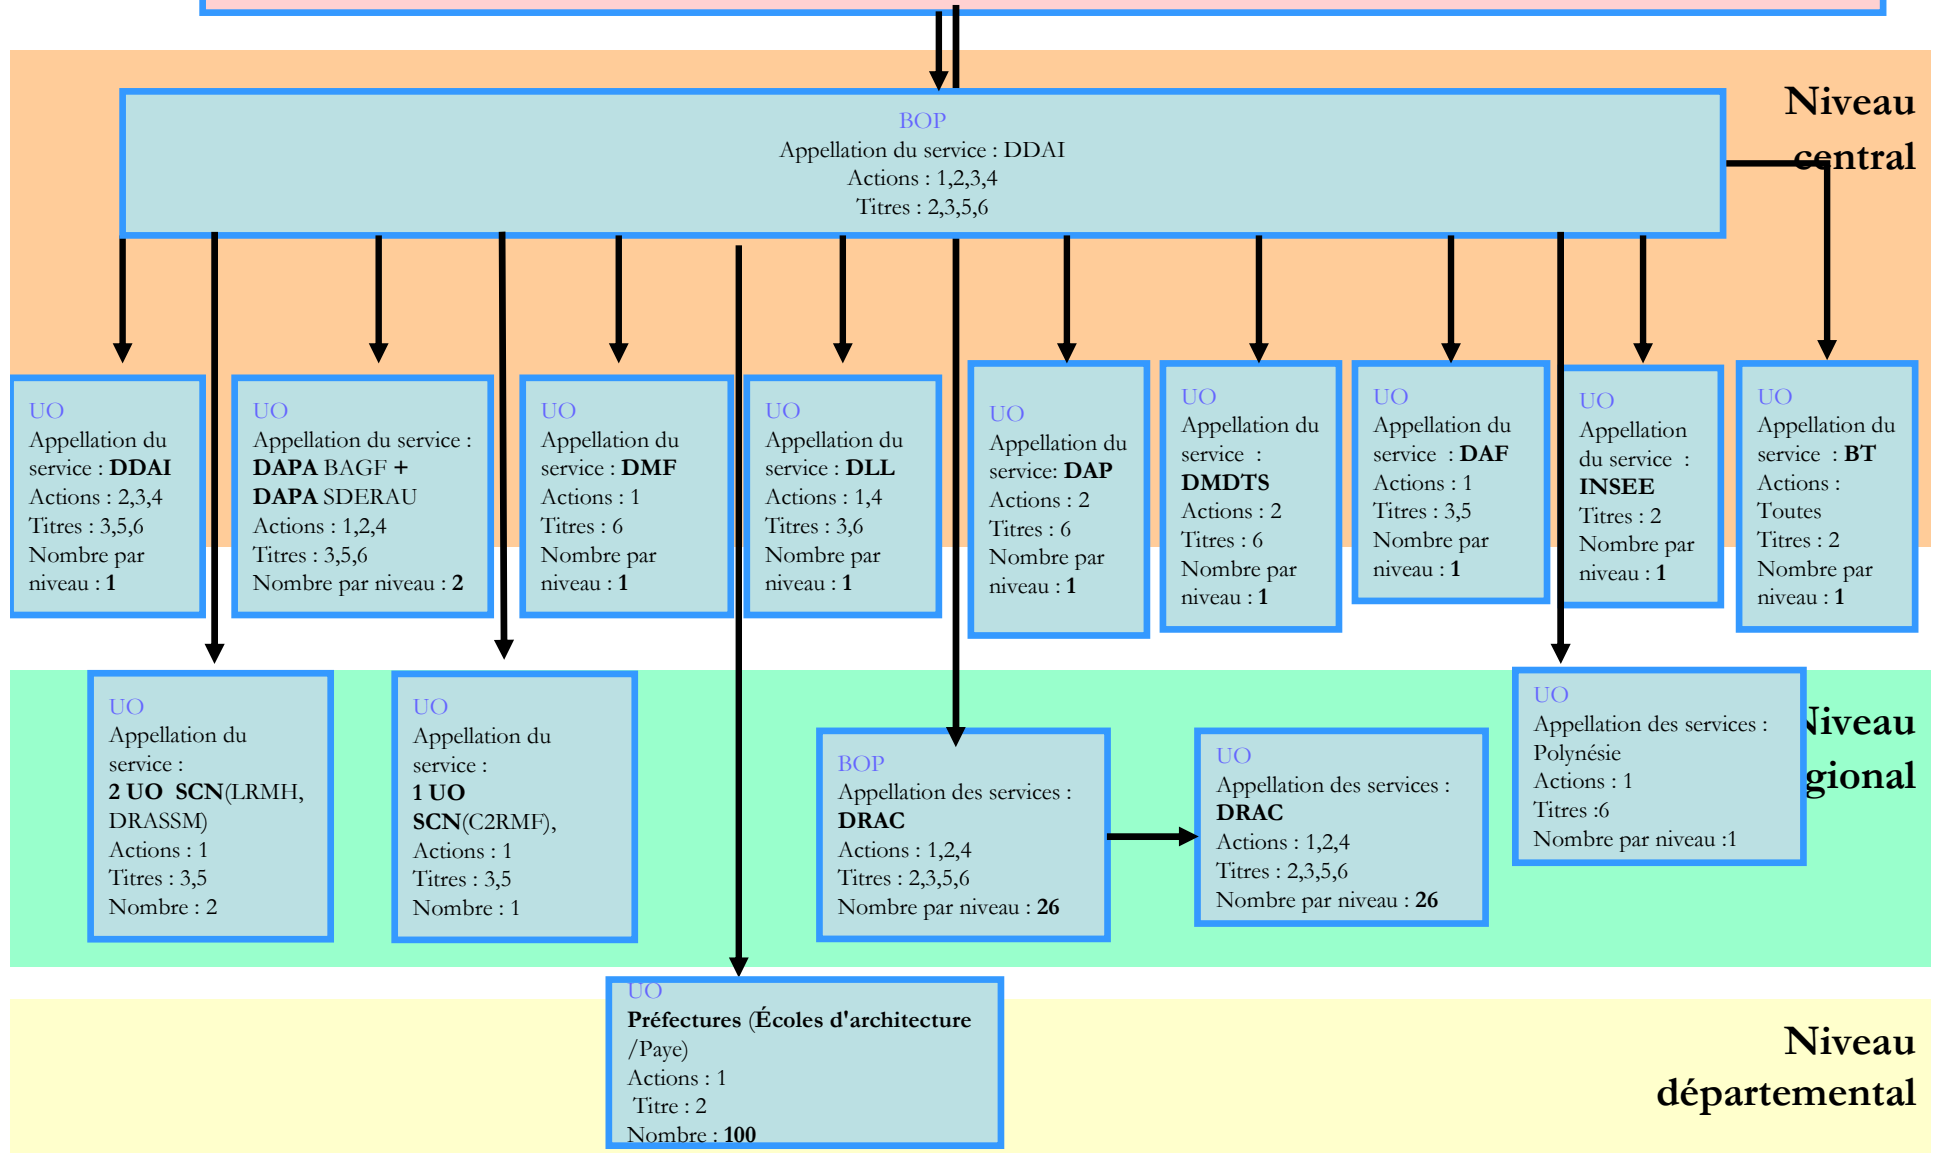 Niveau
central
BOP
Appellation du service : DDAI
Actions : 1,2,3,4
Titres : 2,3,5,6
UO
Appellation du
service : DDAI
Actions : 2,3,4
Titres : 3,5,6
Nombre par
niveau : 1
UO
Appellation du service :
DAPA BAGF +
DAPA SDERAU
Actions : 1,2,4
Titres : 3,5,6
Nombre par niveau : 2
UO
Appellation du
service : DMF
Actions : 1
Titres : 6
Nombre par
niveau : 1
UO
Appellation du
service : DLL
Actions : 1,4
Titres : 3,6
Nombre par
niveau : 1
UO
Appellation du
service: DAP
Actions : 2
Titres : 6
Nombre par
niveau : 1
UO
Appellation du
service :
DMDTS
Actions : 2
Titres : 6
Nombre par
niveau : 1
UO
Appellation du
service : DAF
Actions : 1
Titres : 3,5
Nombre par
niveau : 1
UO
Appellation
du service :
INSEE
Titres : 2
Nombre par
niveau : 1
UO
Appellation du
service : BT
Actions :
Toutes
Titres : 2
Nombre par
niveau : 1
UO
Appellation du
service :
2 UO SCN(LRMH,
DRASSM)
Actions : 1
Titres : 3,5
Nombre : 2
UO
Appellation du
service :
1 UO
SCN(C2RMF),
Actions : 1
Titres : 3,5
Nombre : 1
BOP
Appellation des services :
DRAC
Actions : 1,2,4
Titres : 2,3,5,6
Nombre par niveau : 26
UO
Appellation des services :
DRAC
Actions : 1,2,4
Titres : 2,3,5,6
Nombre par niveau : 26
UO
Appellation des services :
Polynésie
Actions : 1
Titres :6
Nombre par niveau :1
Niveau
gional
UO
Préfectures (Écoles d'architecture
/Paye)
Actions : 1
Titre : 2
Nombre : 100
Niveau
départemental